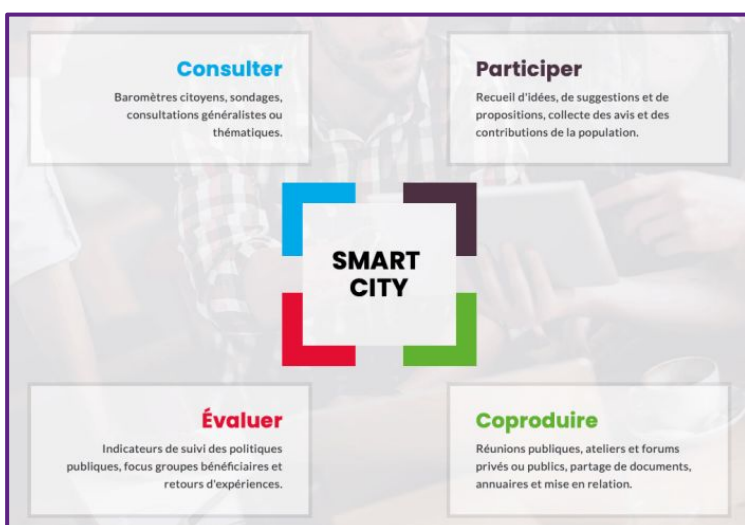 Consulter
Baromètres citoyens, sondages,
consultations généralistes ou
thématiques.
Participer
Recueil d'idées, de suggestions et de
propositions, collecte des avis et des
contributions de la population.
SMART
CITY
Évaluer
Indicateurs de suivi des politiques
publiques, focus groupes bénéficiaires et
retours d'expériences.
Coproduire
Réunions publiques, ateliers et forums
privés ou publics, partage de documents,
annuaires et mise en relation.